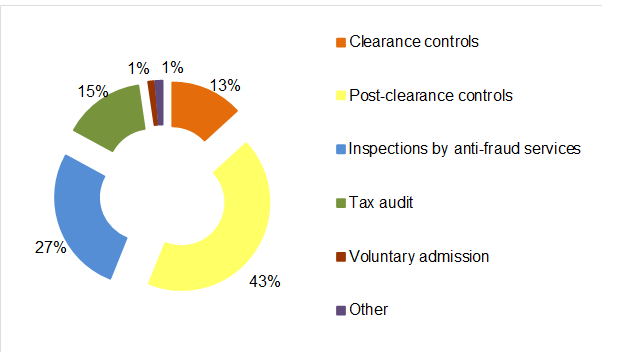 1%
1%
13%
15%
27%
43%
Clearance controls
Post-clearance controls
Inspections by anti-fraud services
Tax audit
Voluntary admission
Other